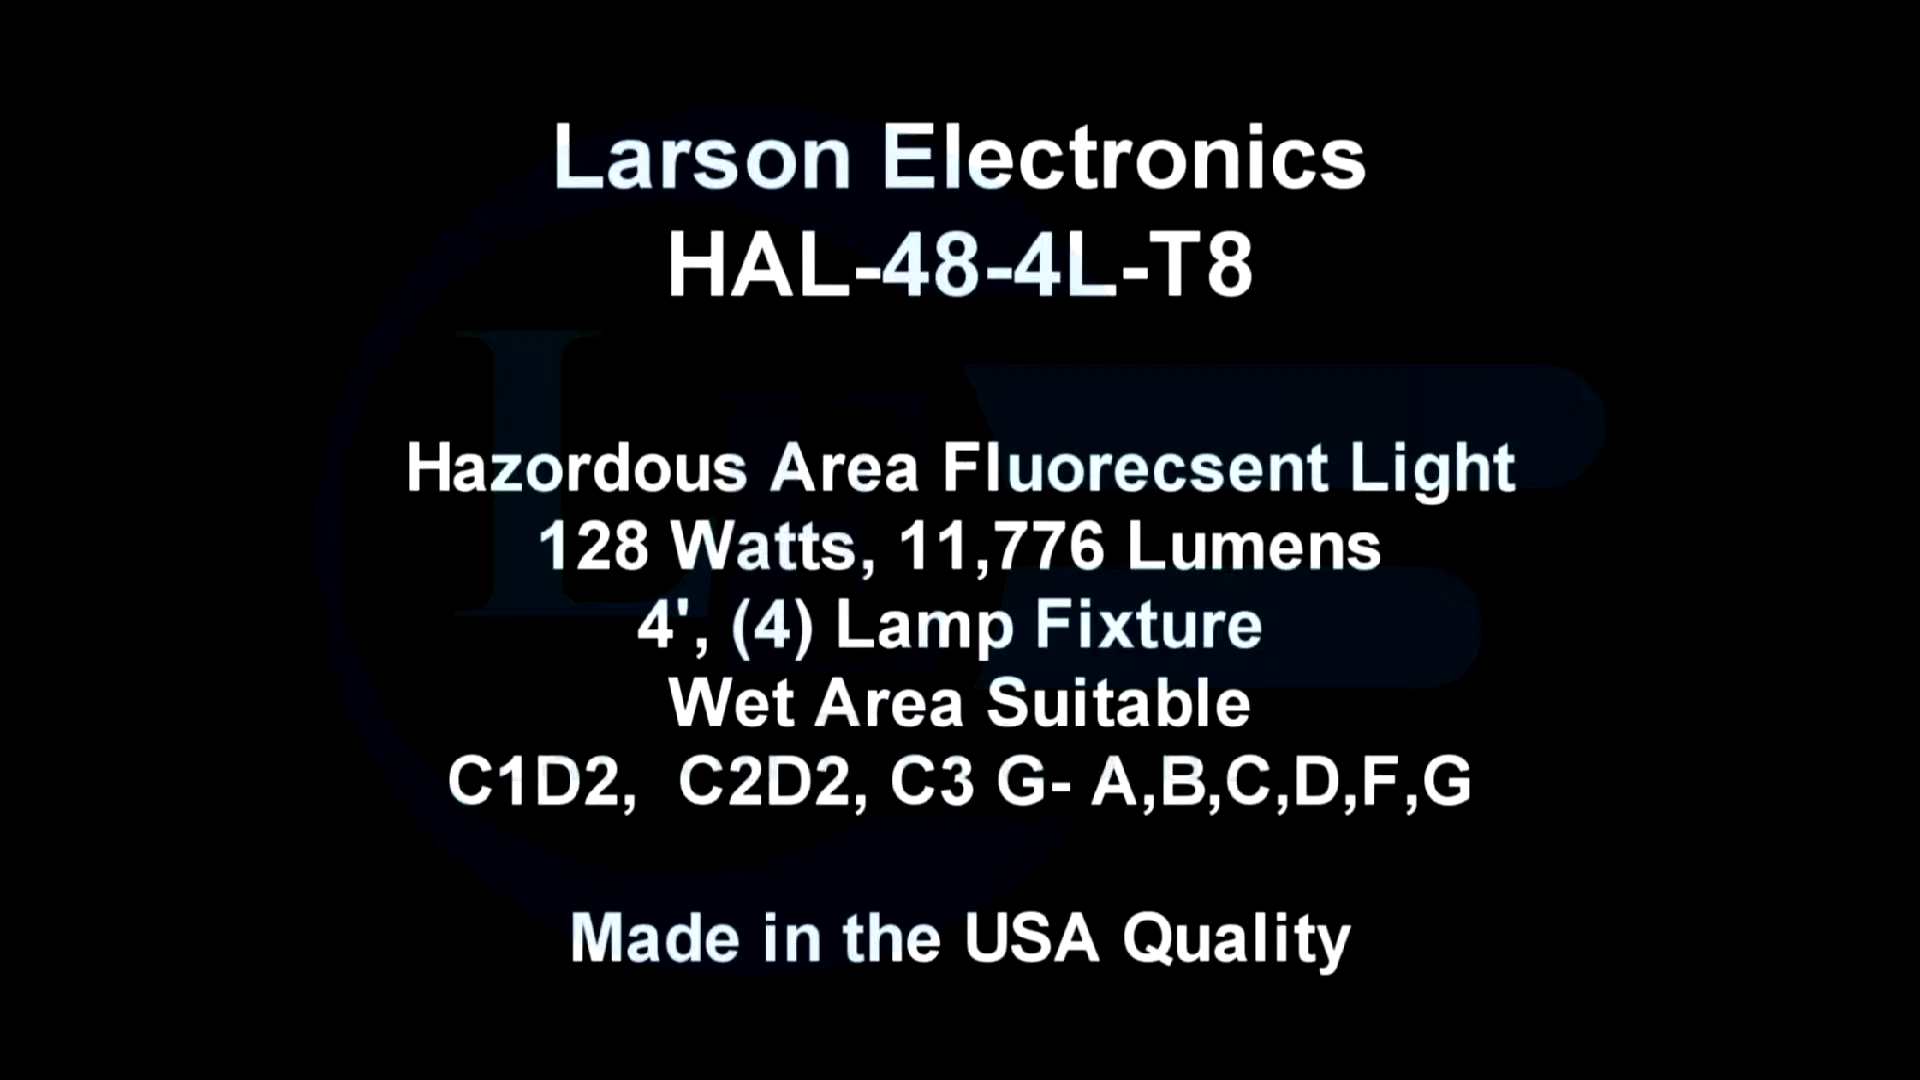 Larson Electronics
HAL-48-4L-T8
Hazordous Area Fluorecsent Light
128 Watts, 11,776 Lumens
4', (4) Lamp Fixture
Wet Area Suitable
C1D2,  C2D2, C3 G- A,B,C,D,F,G
Made in the USA Quality
LE